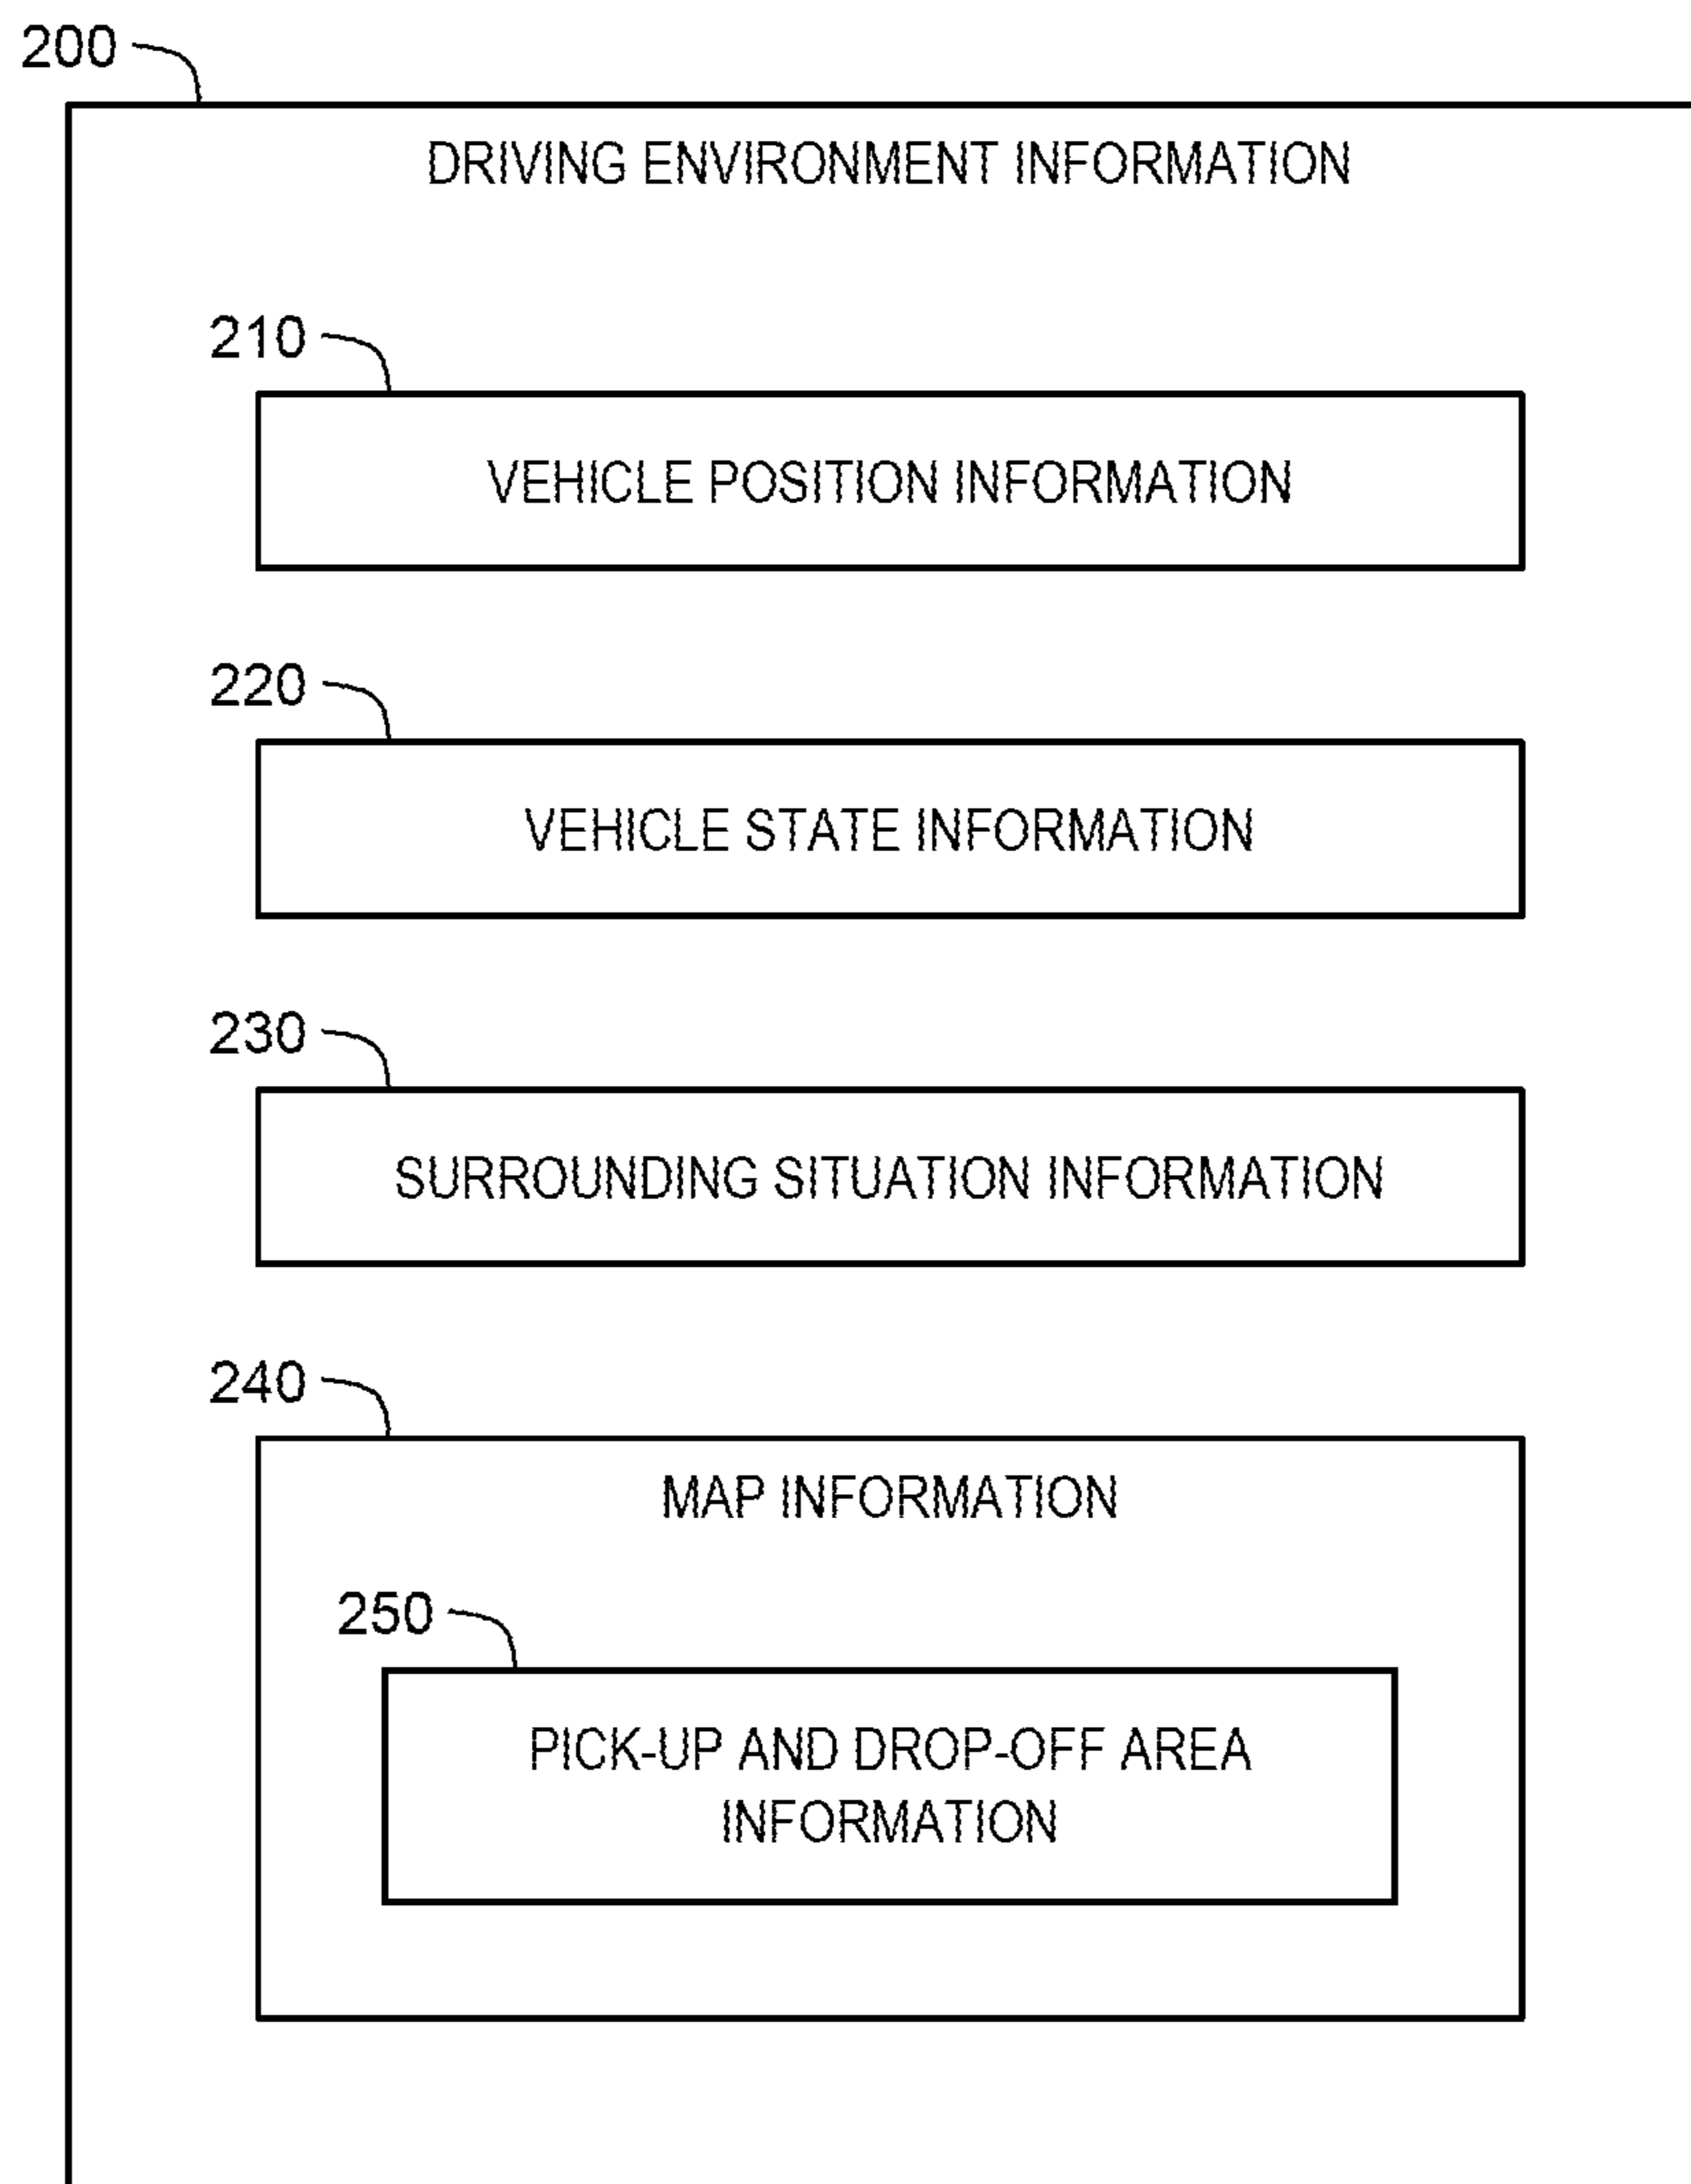 200
DRIVING ENVIRONMENT INFORMATION
210
VEHICLE POSITION INFORMATION
220
VEHICLE STATE INFORMATION
230
SURROUNDING SITUATION INFORMATION
240
MAP INFORMATION
250
PICK-UP AND DROP-OFF AREA
INFORMATION